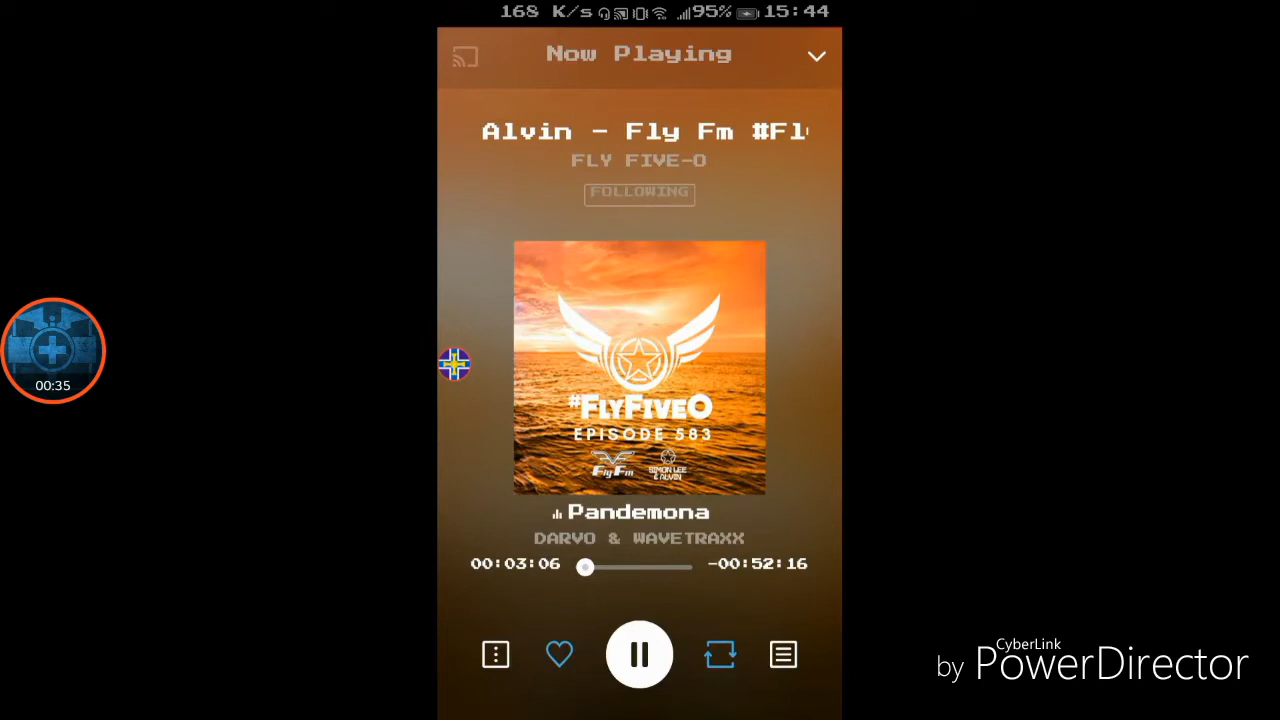 168 K/s 95% 15:44
Now Playing
Alvin - Fly Fm #Fl
FLY FIVE-O
FOLLOWING
#FLYFIVEO
EPISODE 583
Fly Fm
SIMON LEE
& ALVIN
Pandemona
DARVO & WAVETRAXX
00:03:06
-00:52:16
00:35
CyberLink
by PowerDirector